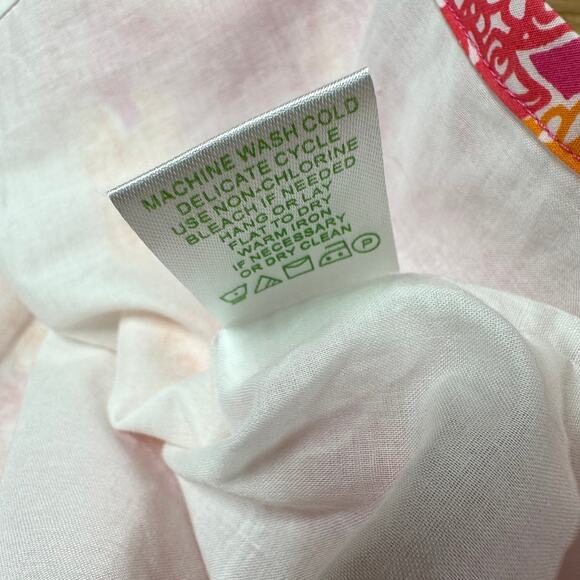 MACHINE WASH COLD
DELICATE CYCLE
USE NON-CHLORINE
BLEACH IF NEEDED
HANG OR LAY
FLAT TO DRY
WARM IRON
IF NECESSARY
OR DRY CLEAN
P